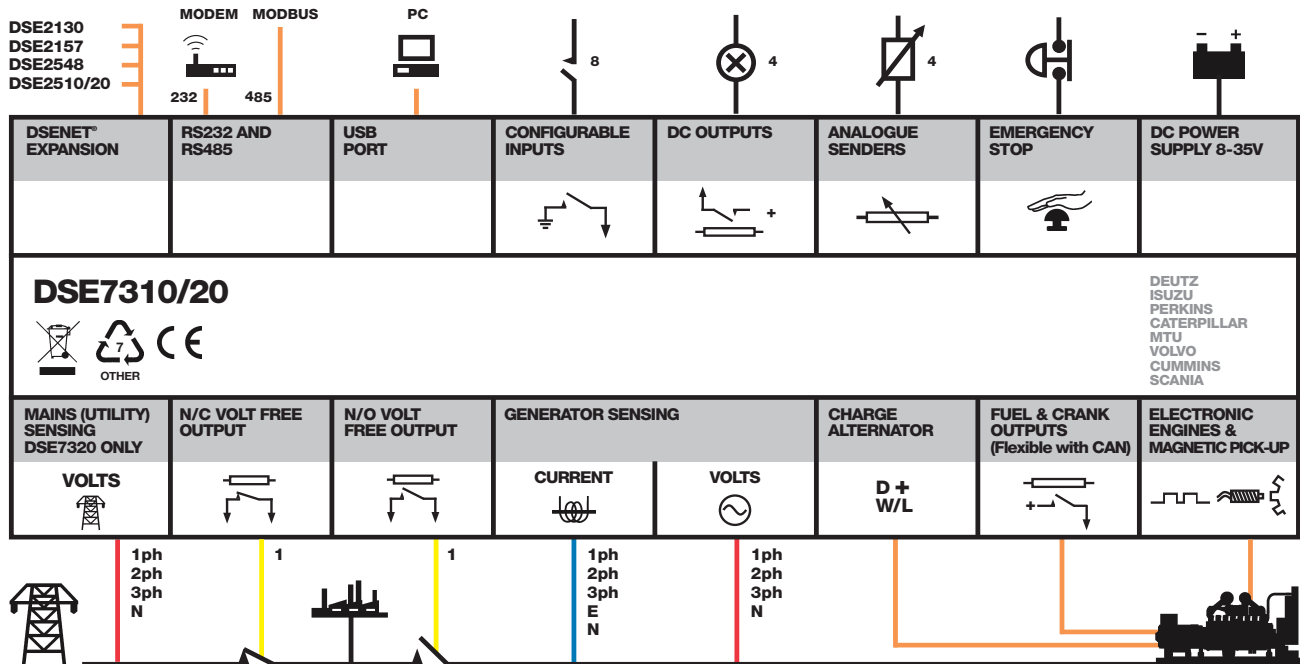 DSE2130
DSE2157
DSE2548
DSE2510/20
MODEM
232
MODBUS
485
PC
8
4
4
- +
DSENET®
EXPANSION
RS232 AND
RS485
USB
PORT
CONFIGURABLE
INPUTS
DC OUTPUTS
+
ANALOGUE
SENDERS
EMERGENCY
STOP
DC POWER
SUPPLY 8-35V
DSE7310/20
7
OTHER
CE
DEUTZ
ISUZU
PERKINS
CATERPILLAR
MTU
VOLVO
CUMMINS
SCANIA
MAINS (UTILITY)
SENSING
DSE7320 ONLY
VOLTS
N/C VOLT FREE
OUTPUT
N/O VOLT
FREE OUTPUT
GENERATOR SENSING
CURRENT
VOLTS
CHARGE
ALTERNATOR
D +
W/L
FUEL & CRANK
OUTPUTS
(Flexible with CAN)
+
ELECTRONIC
ENGINES &
MAGNETIC PICK-UP
1ph
2ph
3ph
N
1
1
1ph
2ph
3ph
E
N
1ph
2ph
3ph
N